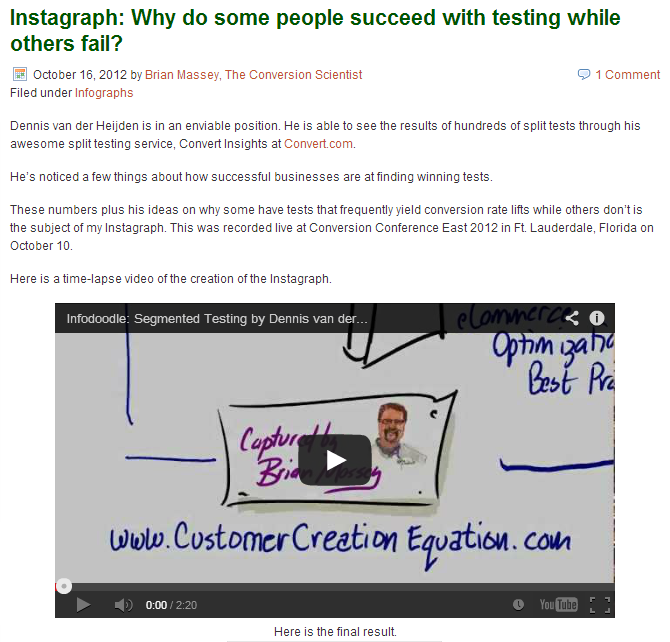 Instagraph: Why do some people succeed with testing while
others fail?
October 16, 2012 by Brian Massey, The Conversion Scientist
1 Comment
Filed under Infographs
Dennis van der Heijden is in an enviable position. He is able to see the results of hundreds of split tests through his
awesome split testing service, Convert Insights at Convert.com.
He's noticed a few things about how successful businesses are at finding winning tests.
These numbers plus his ideas on why some have tests that frequently yield conversion rate lifts while others don't is
the subject of my Instagraph. This was recorded live at Conversion Conference East 2012 in Ft. Lauderdale, Florida on
October 10.
Here is a time-lapse video of the creation of the Instagraph.
Infodoodle: Segmented Testing by Dennis van der...
eCommerce
Optimizatio
Best Pra
Captured by
Brian Massey
www.CustomerCreationEquation.com
0:00 / 2:20
YouTube
Here is the final result.